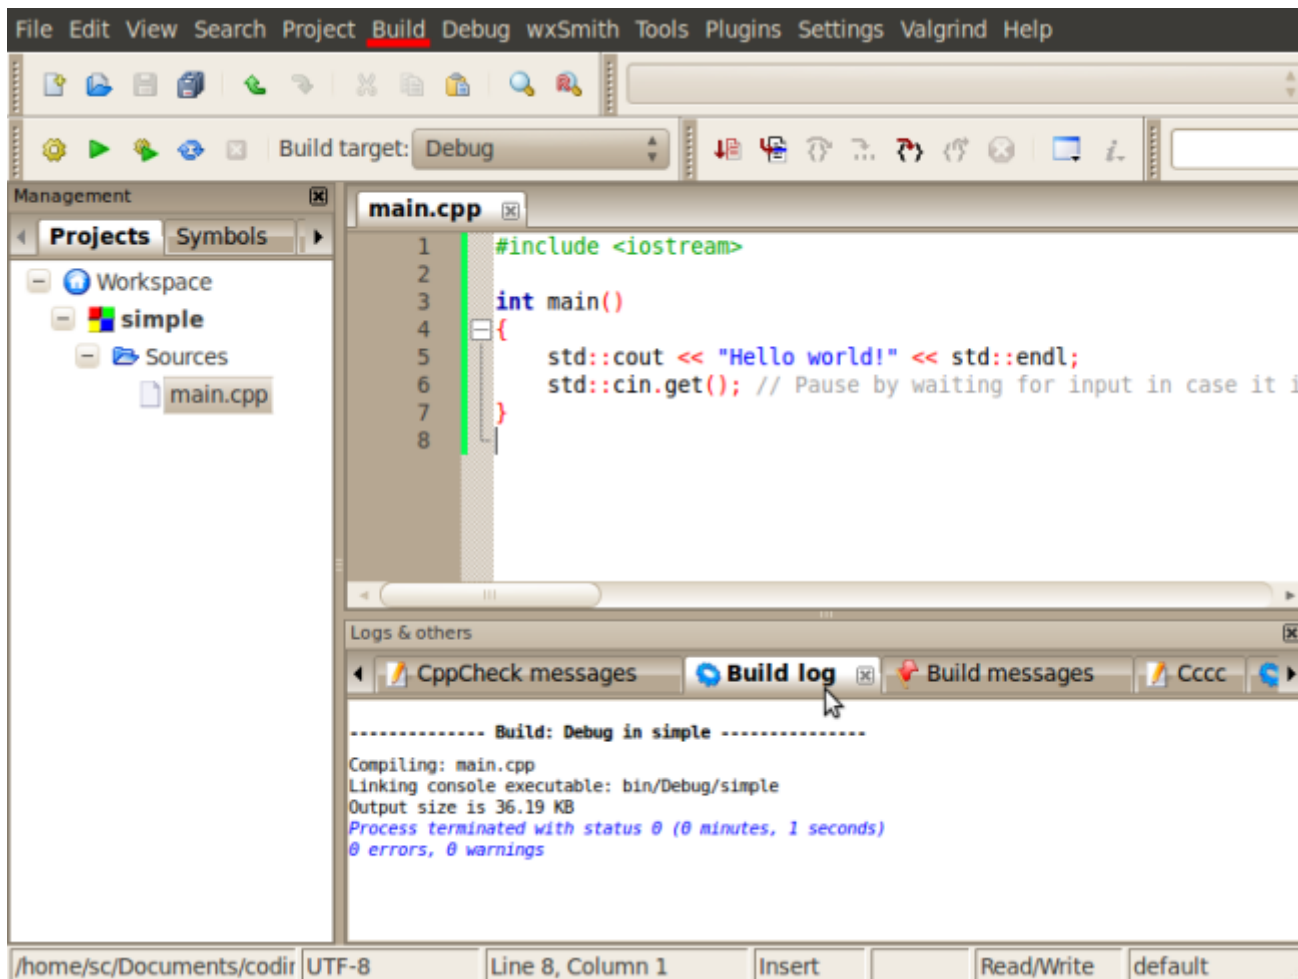 File Edit View Search Project Build Debug wxSmith Tools Plugins Settings Valgrind Help
Build target: Debug
Management
Projects Symbols
Workspace
simple
Sources
main.cpp
main.cpp
1 #include <iostream>
2
3 int main()
4 {
5 std::cout << "Hello world!" << std::endl;
6 std::cin.get(); // Pause by waiting for input in case it i
7 }
8
Logs & others
CppCheck messages Build log Build messages Cccc
-------------- Build: Debug in simple ---------------
Compiling: main.cpp
Linking console executable: bin/Debug/simple
Output size is 36.19 KB
Process terminated with status 0 (0 minutes, 1 seconds)
0 errors, 0 warnings
/home/sc/Documents/codir UTF-8 Line 8, Column 1 Insert Read/Write default